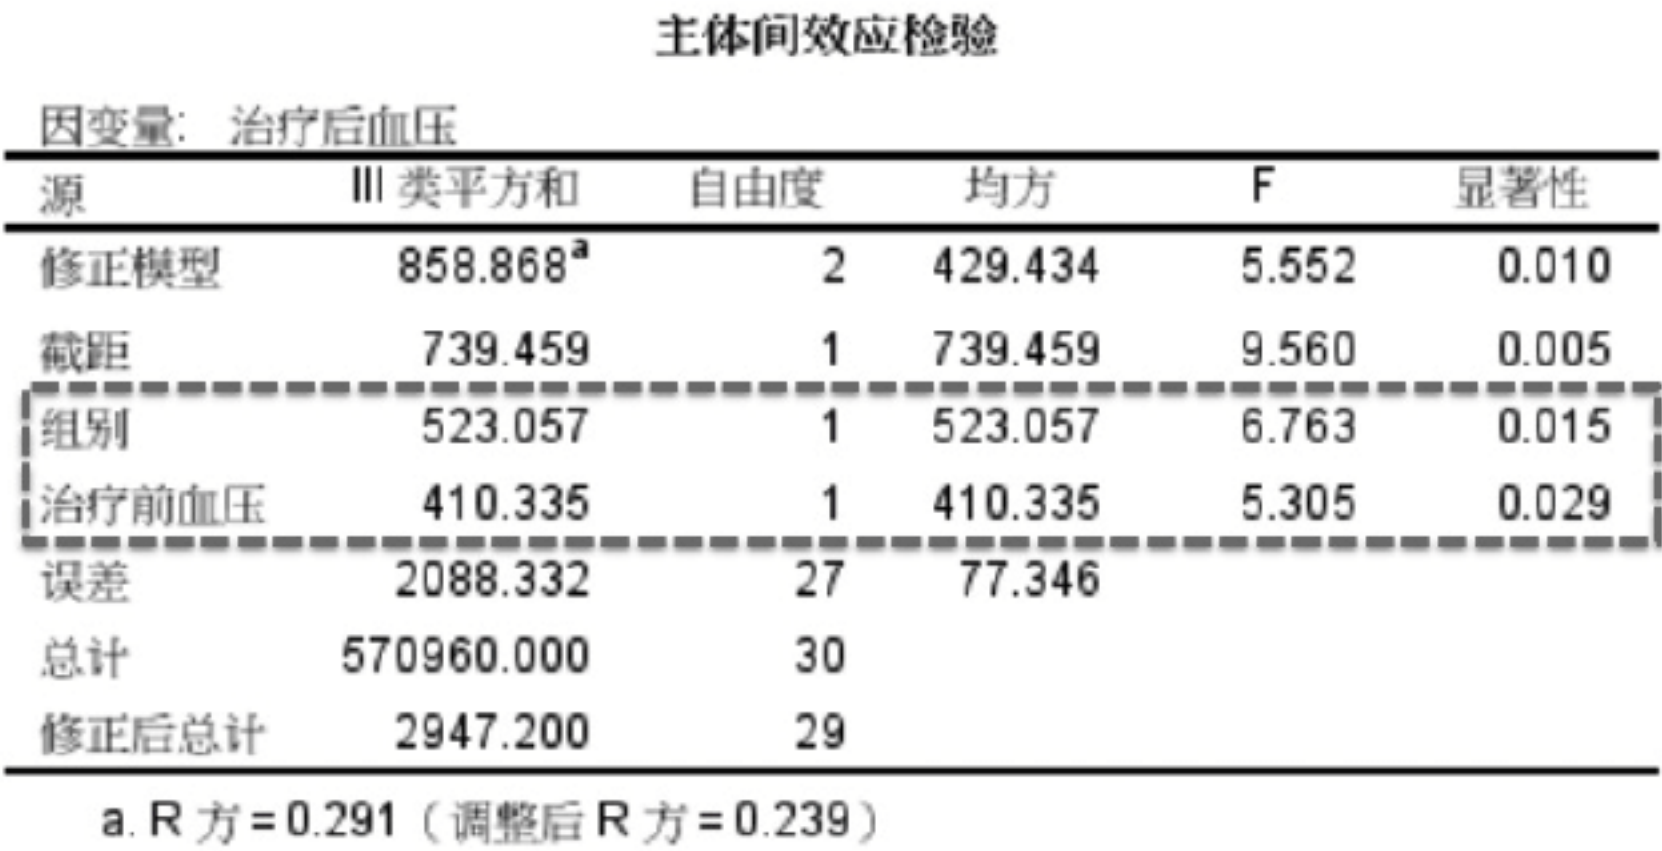 主体间效应检验
因变量: 治疗后血压
源 III 类平方和 自由度 均方 F 显著性
修正模型 858.868a 2 429.434 5.552 0.010
截距 739.459 1 739.459 9.560 0.005
组别 523.057 1 523.057 6.763 0.015
治疗前血压 410.335 1 410.335 5.305 0.029
误差 2088.332 27 77.346
总计 570960.000 30
修正后总计 2947.200 29
a. R 方 = 0.291（调整后 R 方 = 0.239）